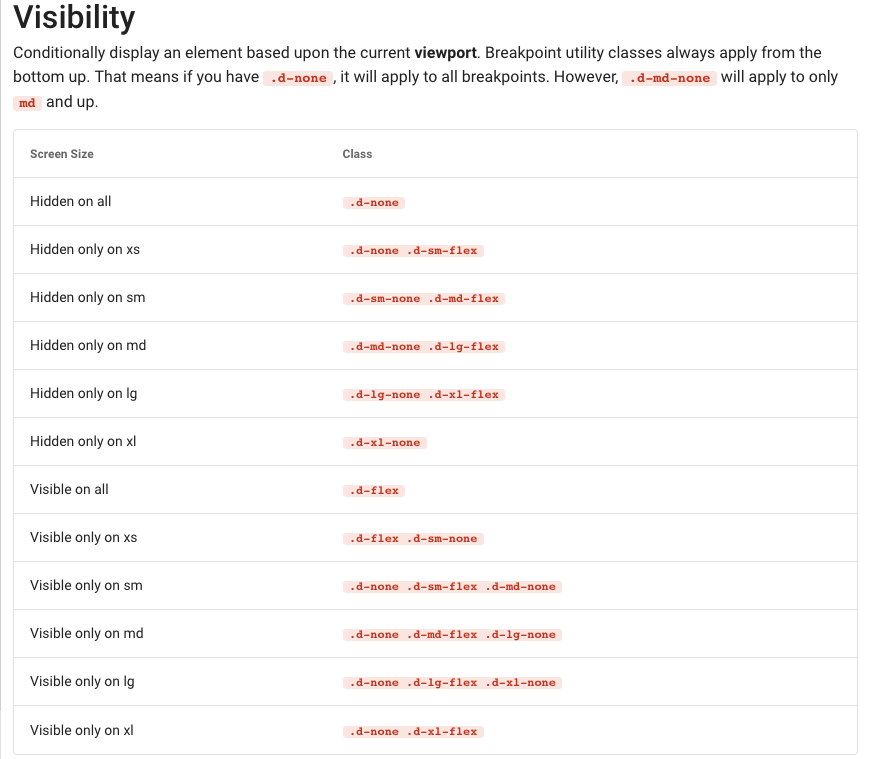 Visibility
Conditionally display an element based upon the current viewport. Breakpoint utility classes always apply from the
bottom up. That means if you have .d-none, it will apply to all breakpoints. However, .d-md-none will apply to only
md and up.
Screen Size Class
Hidden on all .d-none
Hidden only on xs .d-none .d-sm-flex
Hidden only on sm .d-sm-none .d-md-flex
Hidden only on md .d-md-none .d-lg-flex
Hidden only on lg .d-lg-none .d-xl-flex
Hidden only on xl .d-xl-none
Visible on all .d-flex
Visible only on xs .d-flex .d-sm-none
Visible only on sm .d-none .d-sm-flex .d-md-none
Visible only on md .d-none .d-md-flex .d-lg-none
Visible only on lg .d-none .d-lg-flex .d-xl-none
Visible only on xl .d-none .d-xl-flex